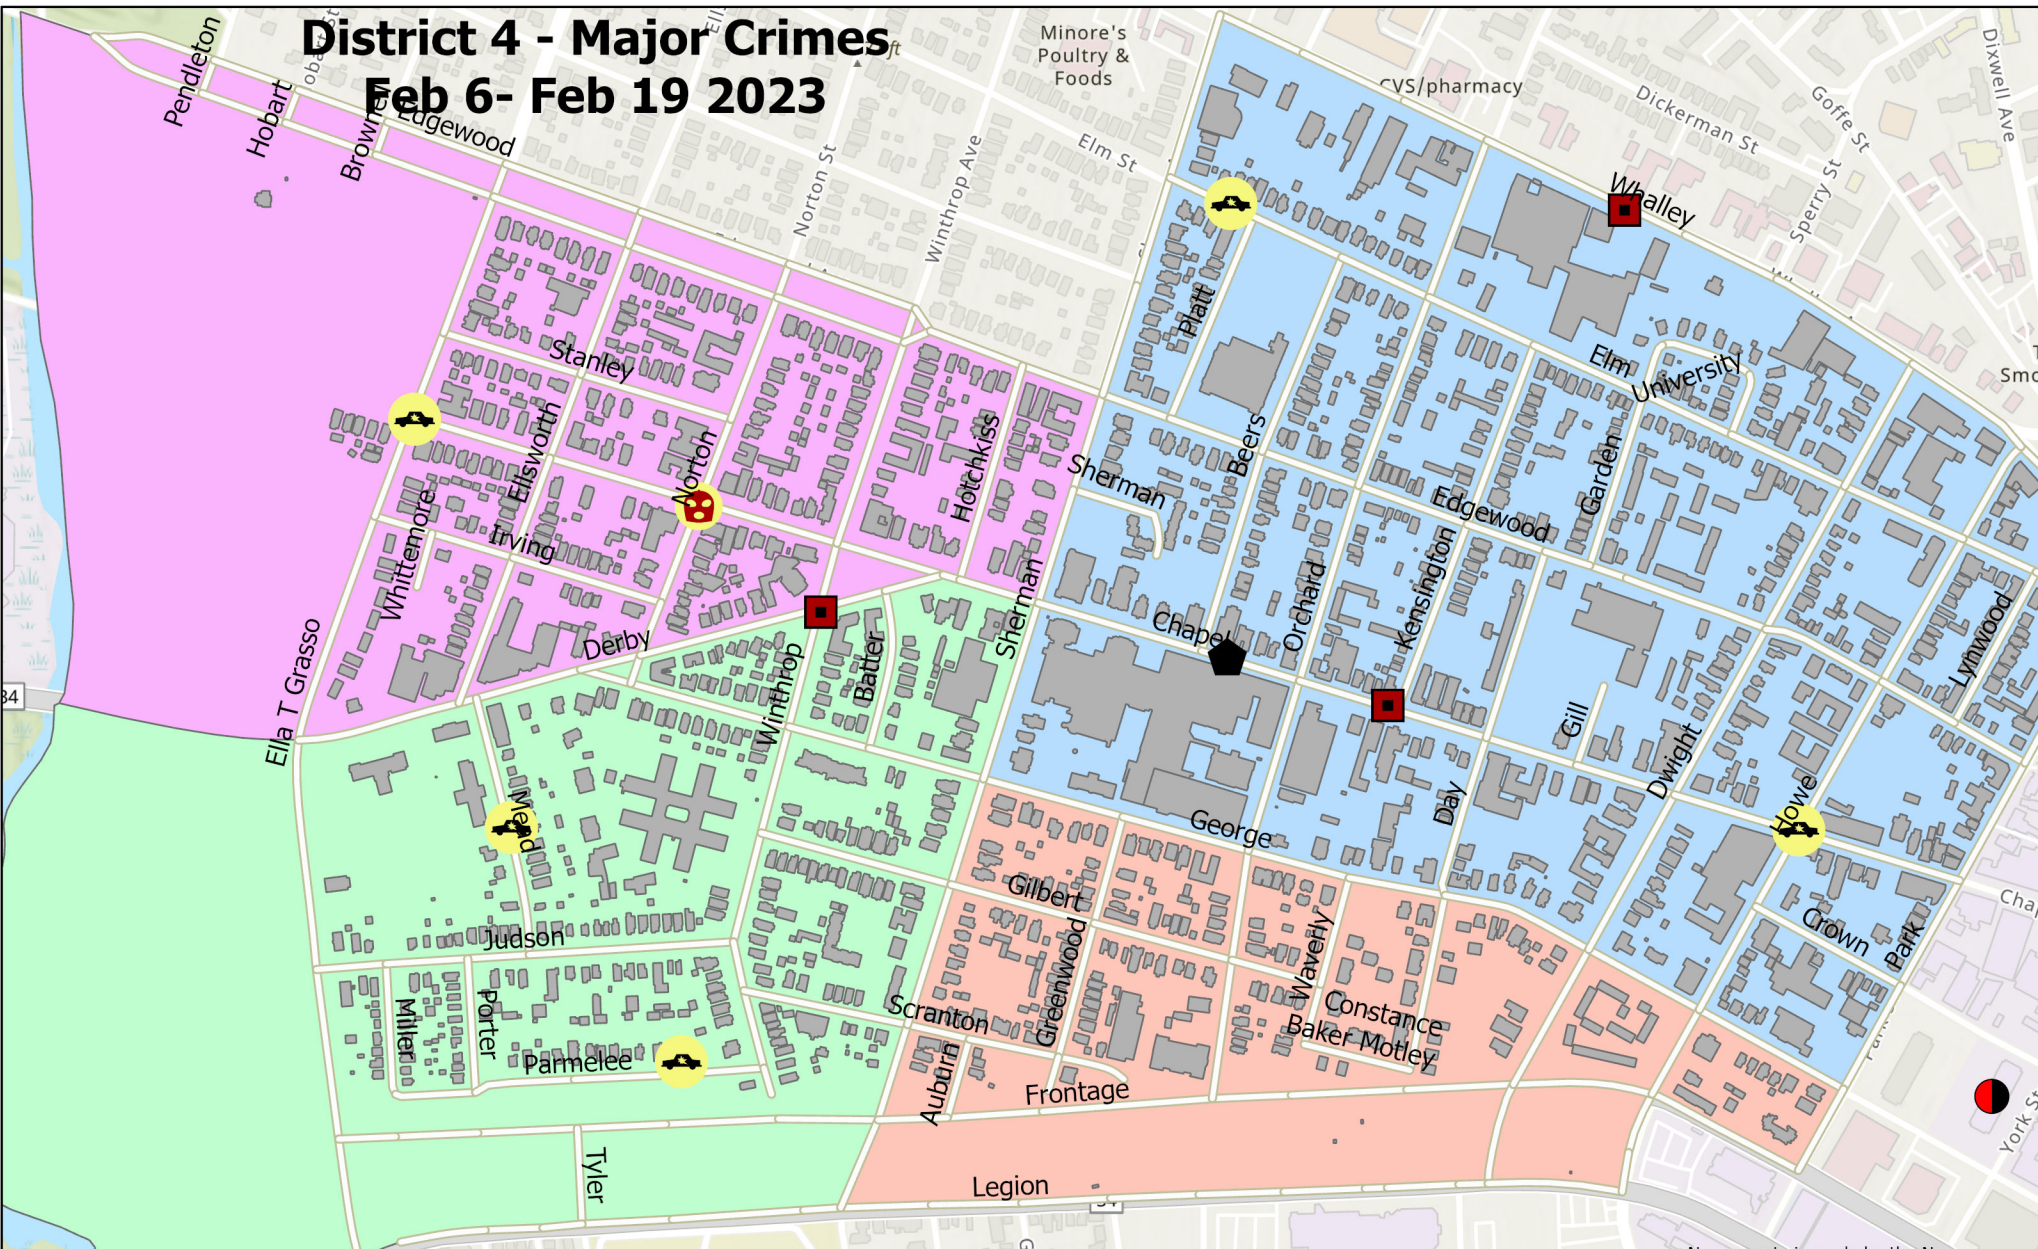 District 4 - Major Crimes
Feb 6- Feb 19 2023
Minore's
Poultry &
Foods
CVS/pharmacy
Dickerman St
Goffe St
Dixwell Ave
Sperry St
Elm St
Norton St
Winthrop Ave
Pendleton
Hobart
Edgewood
Whalley
Platt
Stanley
Elm
University
Ellsworth
Norton
Hotchkiss
Sherman
Beers
Garden
Edgewood
Whittemore
Irving
Orchard
Kensington
Sherman
Chapel
Derby
Winthrop
Batter
Lynwood
Ella T Grasso
Gill
Dwight
Day
Howe
Mead
George
Gilbert
Greenwood
Waverly
Crown
Park
Judson
Miller
Porter
Scranton
Constance
Baker Motley
Parmelee
Auburn
Frontage
York St
Tyler
Legion